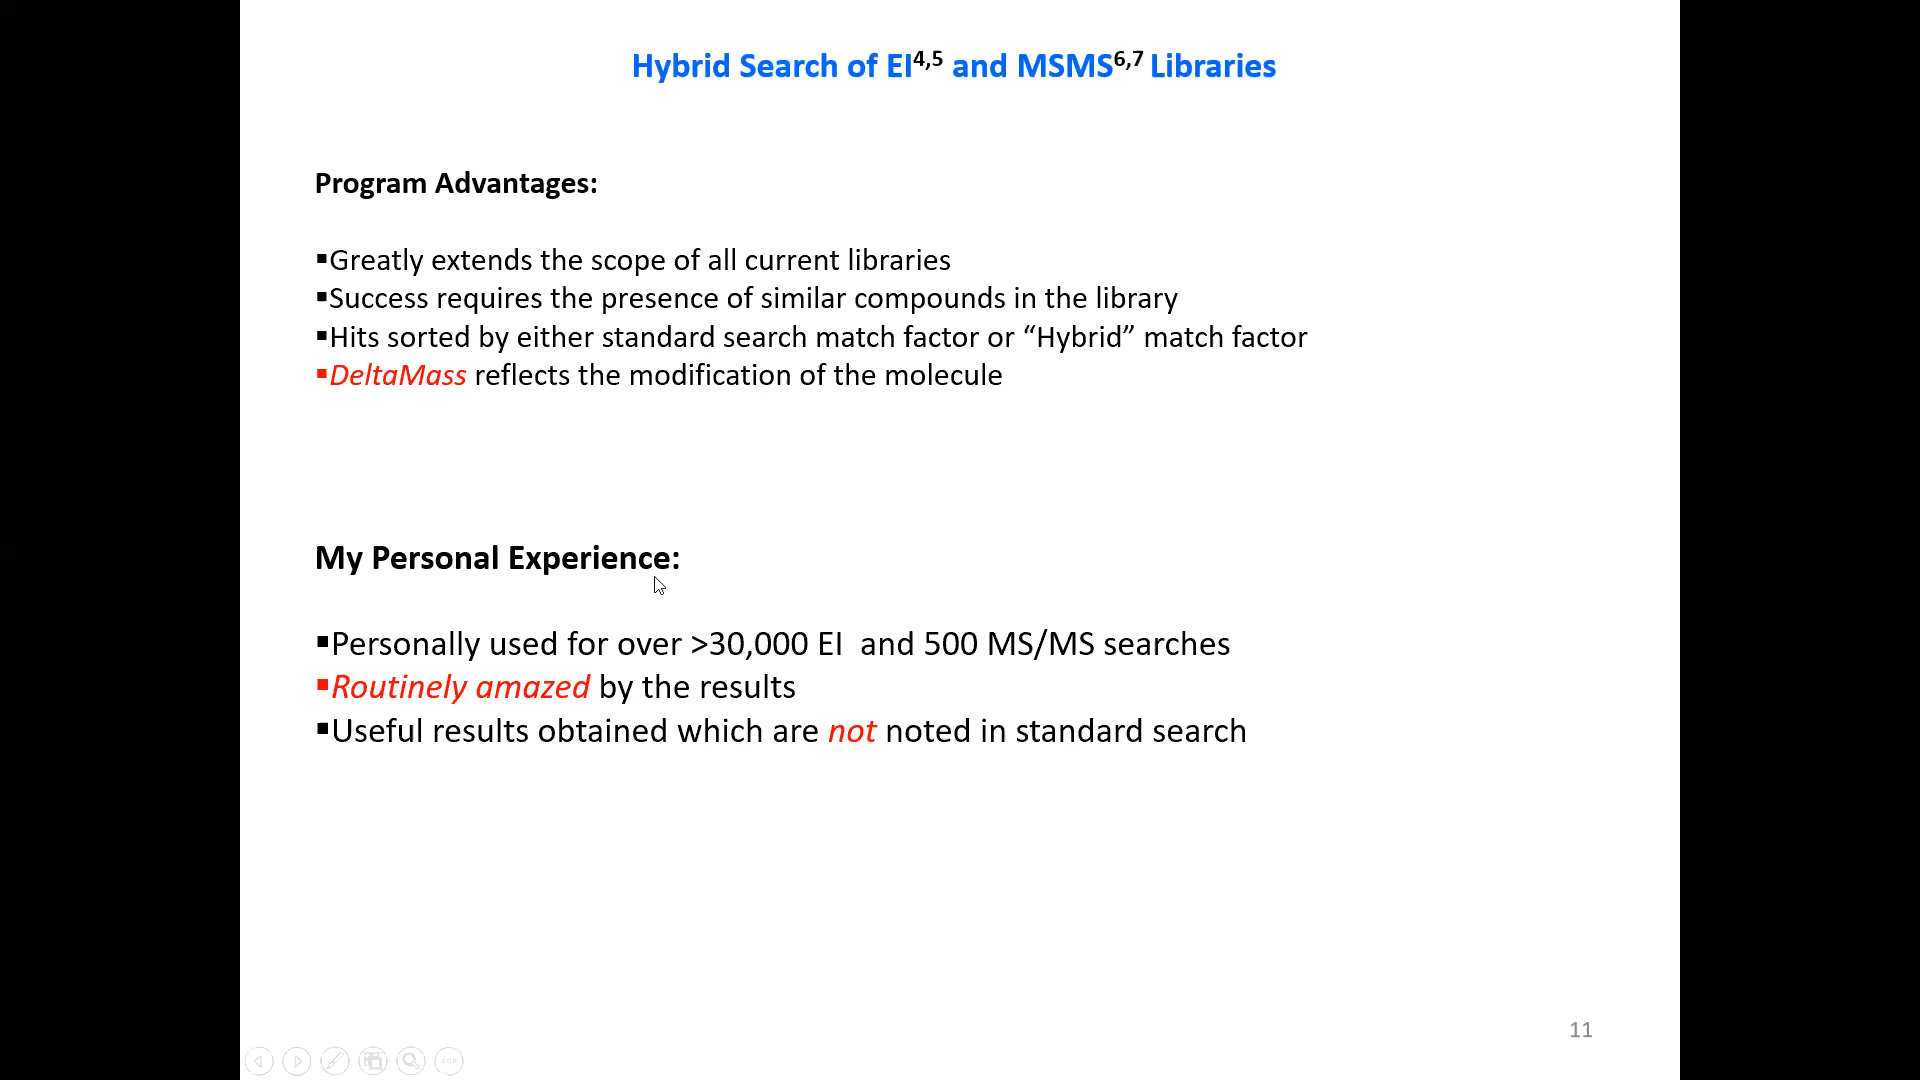 Hybrid Search of EI4,5 and MSMS6,7 Libraries
Program Advantages:
▪Greatly extends the scope of all current libraries
▪Success requires the presence of similar compounds in the library
▪Hits sorted by either standard search match factor or “Hybrid” match factor
▪DeltaMass reflects the modification of the molecule
My Personal Experience:
▪Personally used for over >30,000 EI  and 500 MS/MS searches
▪Routinely amazed by the results
▪Useful results obtained which are not noted in standard search
11